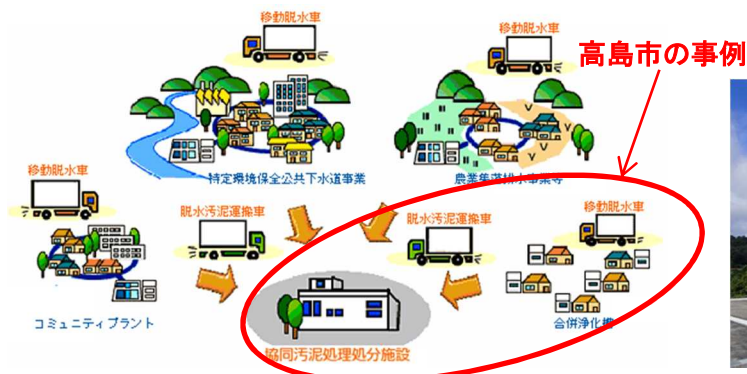 移動脱水車
移動脱水車
高島市の事例
特定環境保全公共下水道事業
農業集落排水事業等
移動脱水車
脱水汚泥運搬車
脱水汚泥運搬車
移動脱水車
コミュニティプラント
合併浄化槽
協同汚泥処理処分施設